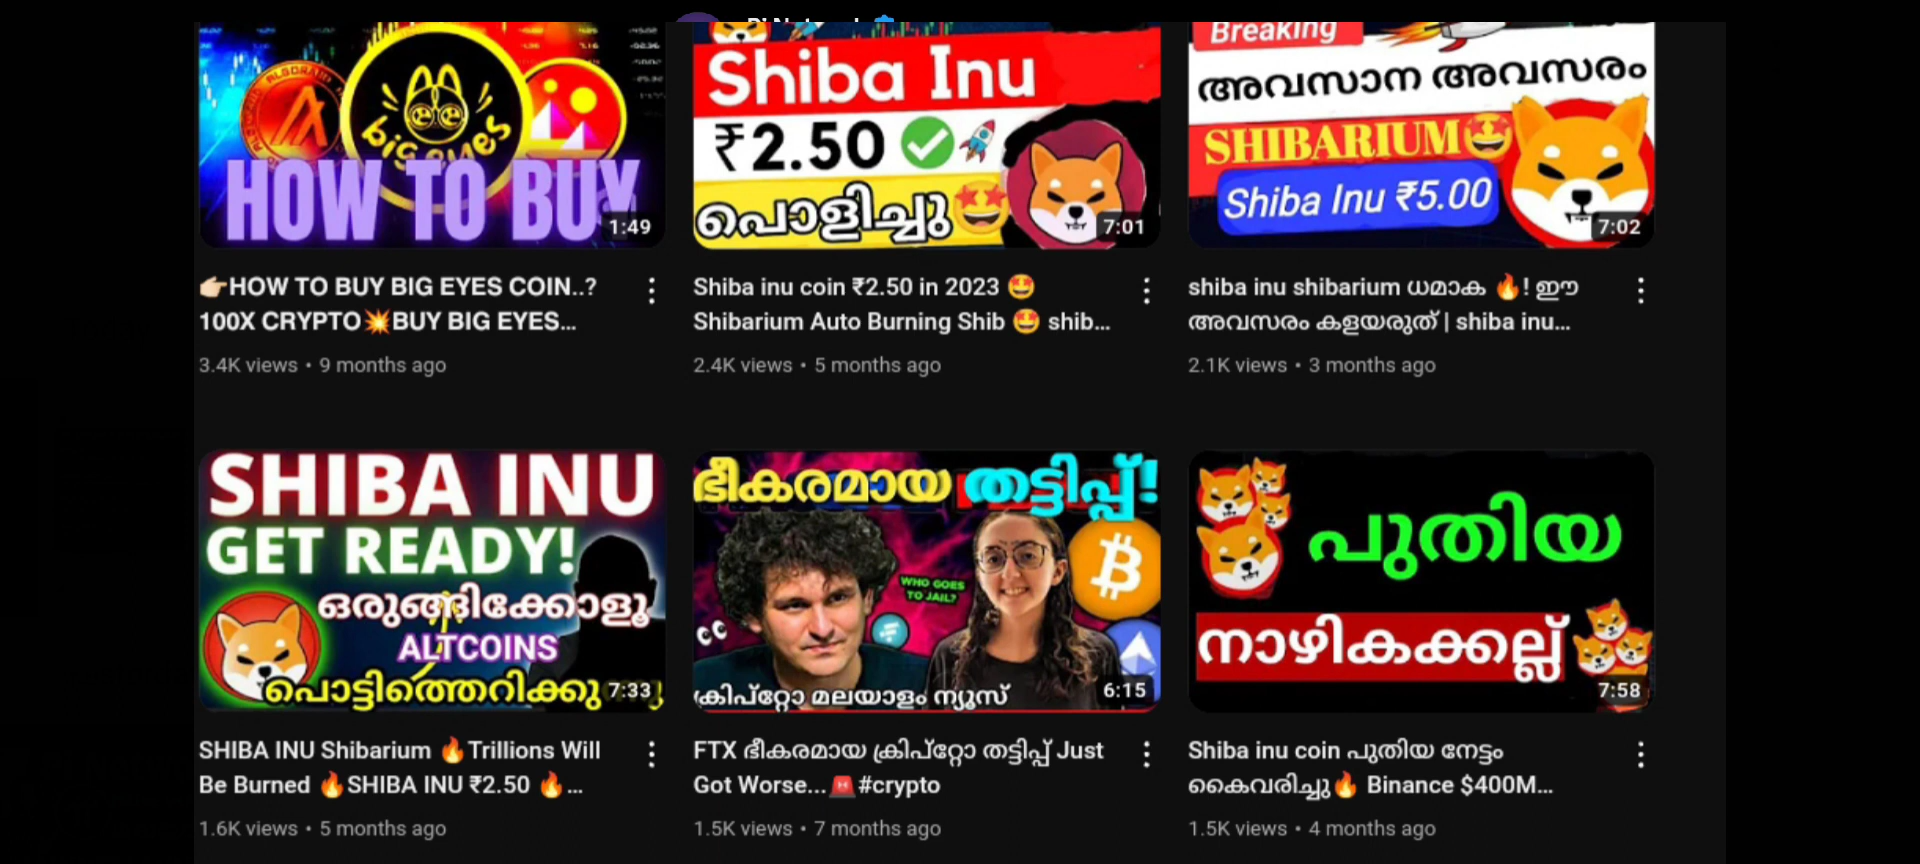 HOW TO BUY
big eyes
1:49
Shiba Inu
₹2.50
പൊളിച്ചു
7:01
Breaking
അവസാന അവസരം
SHIBARIUM
Shiba Inu ₹5.00
7:02
👉🏻HOW TO BUY BIG EYES COIN..?
100X CRYPTO💥BUY BIG EYES...
3.4K views • 9 months ago
Shiba inu coin ₹2.50 in 2023 🤩
Shibarium Auto Burning Shib 🤩 shib...
2.4K views • 5 months ago
shiba inu shibarium ധമാക 🔥! ഈ
അവസരം കളയരുത് | shiba inu...
2.1K views • 3 months ago
SHIBA INU
GET READY!
ഒരുങ്ങിക്കോളൂ
ALTCOINS
പൊട്ടിത്തെറിക്കുന്നു
7:33
ഭീകരമായ തട്ടിപ്പ്!
WHO GOES
TO JAIL?
ക്രിപ്റ്റോ മലയാളം ന്യൂസ്
6:15
പുതിയ
നാഴികക്കല്ല്
7:58
SHIBA INU Shibarium 🔥Trillions Will
Be Burned 🔥SHIBA INU ₹2.50 🔥...
1.6K views • 5 months ago
FTX ഭീകരമായ ക്രിപ്റ്റോ തട്ടിപ്പ് Just
Got Worse...🚨#crypto
1.5K views • 7 months ago
Shiba inu coin പുതിയ നേട്ടം
കൈവരിച്ചു🔥 Binance $400M...
1.5K views • 4 months ago